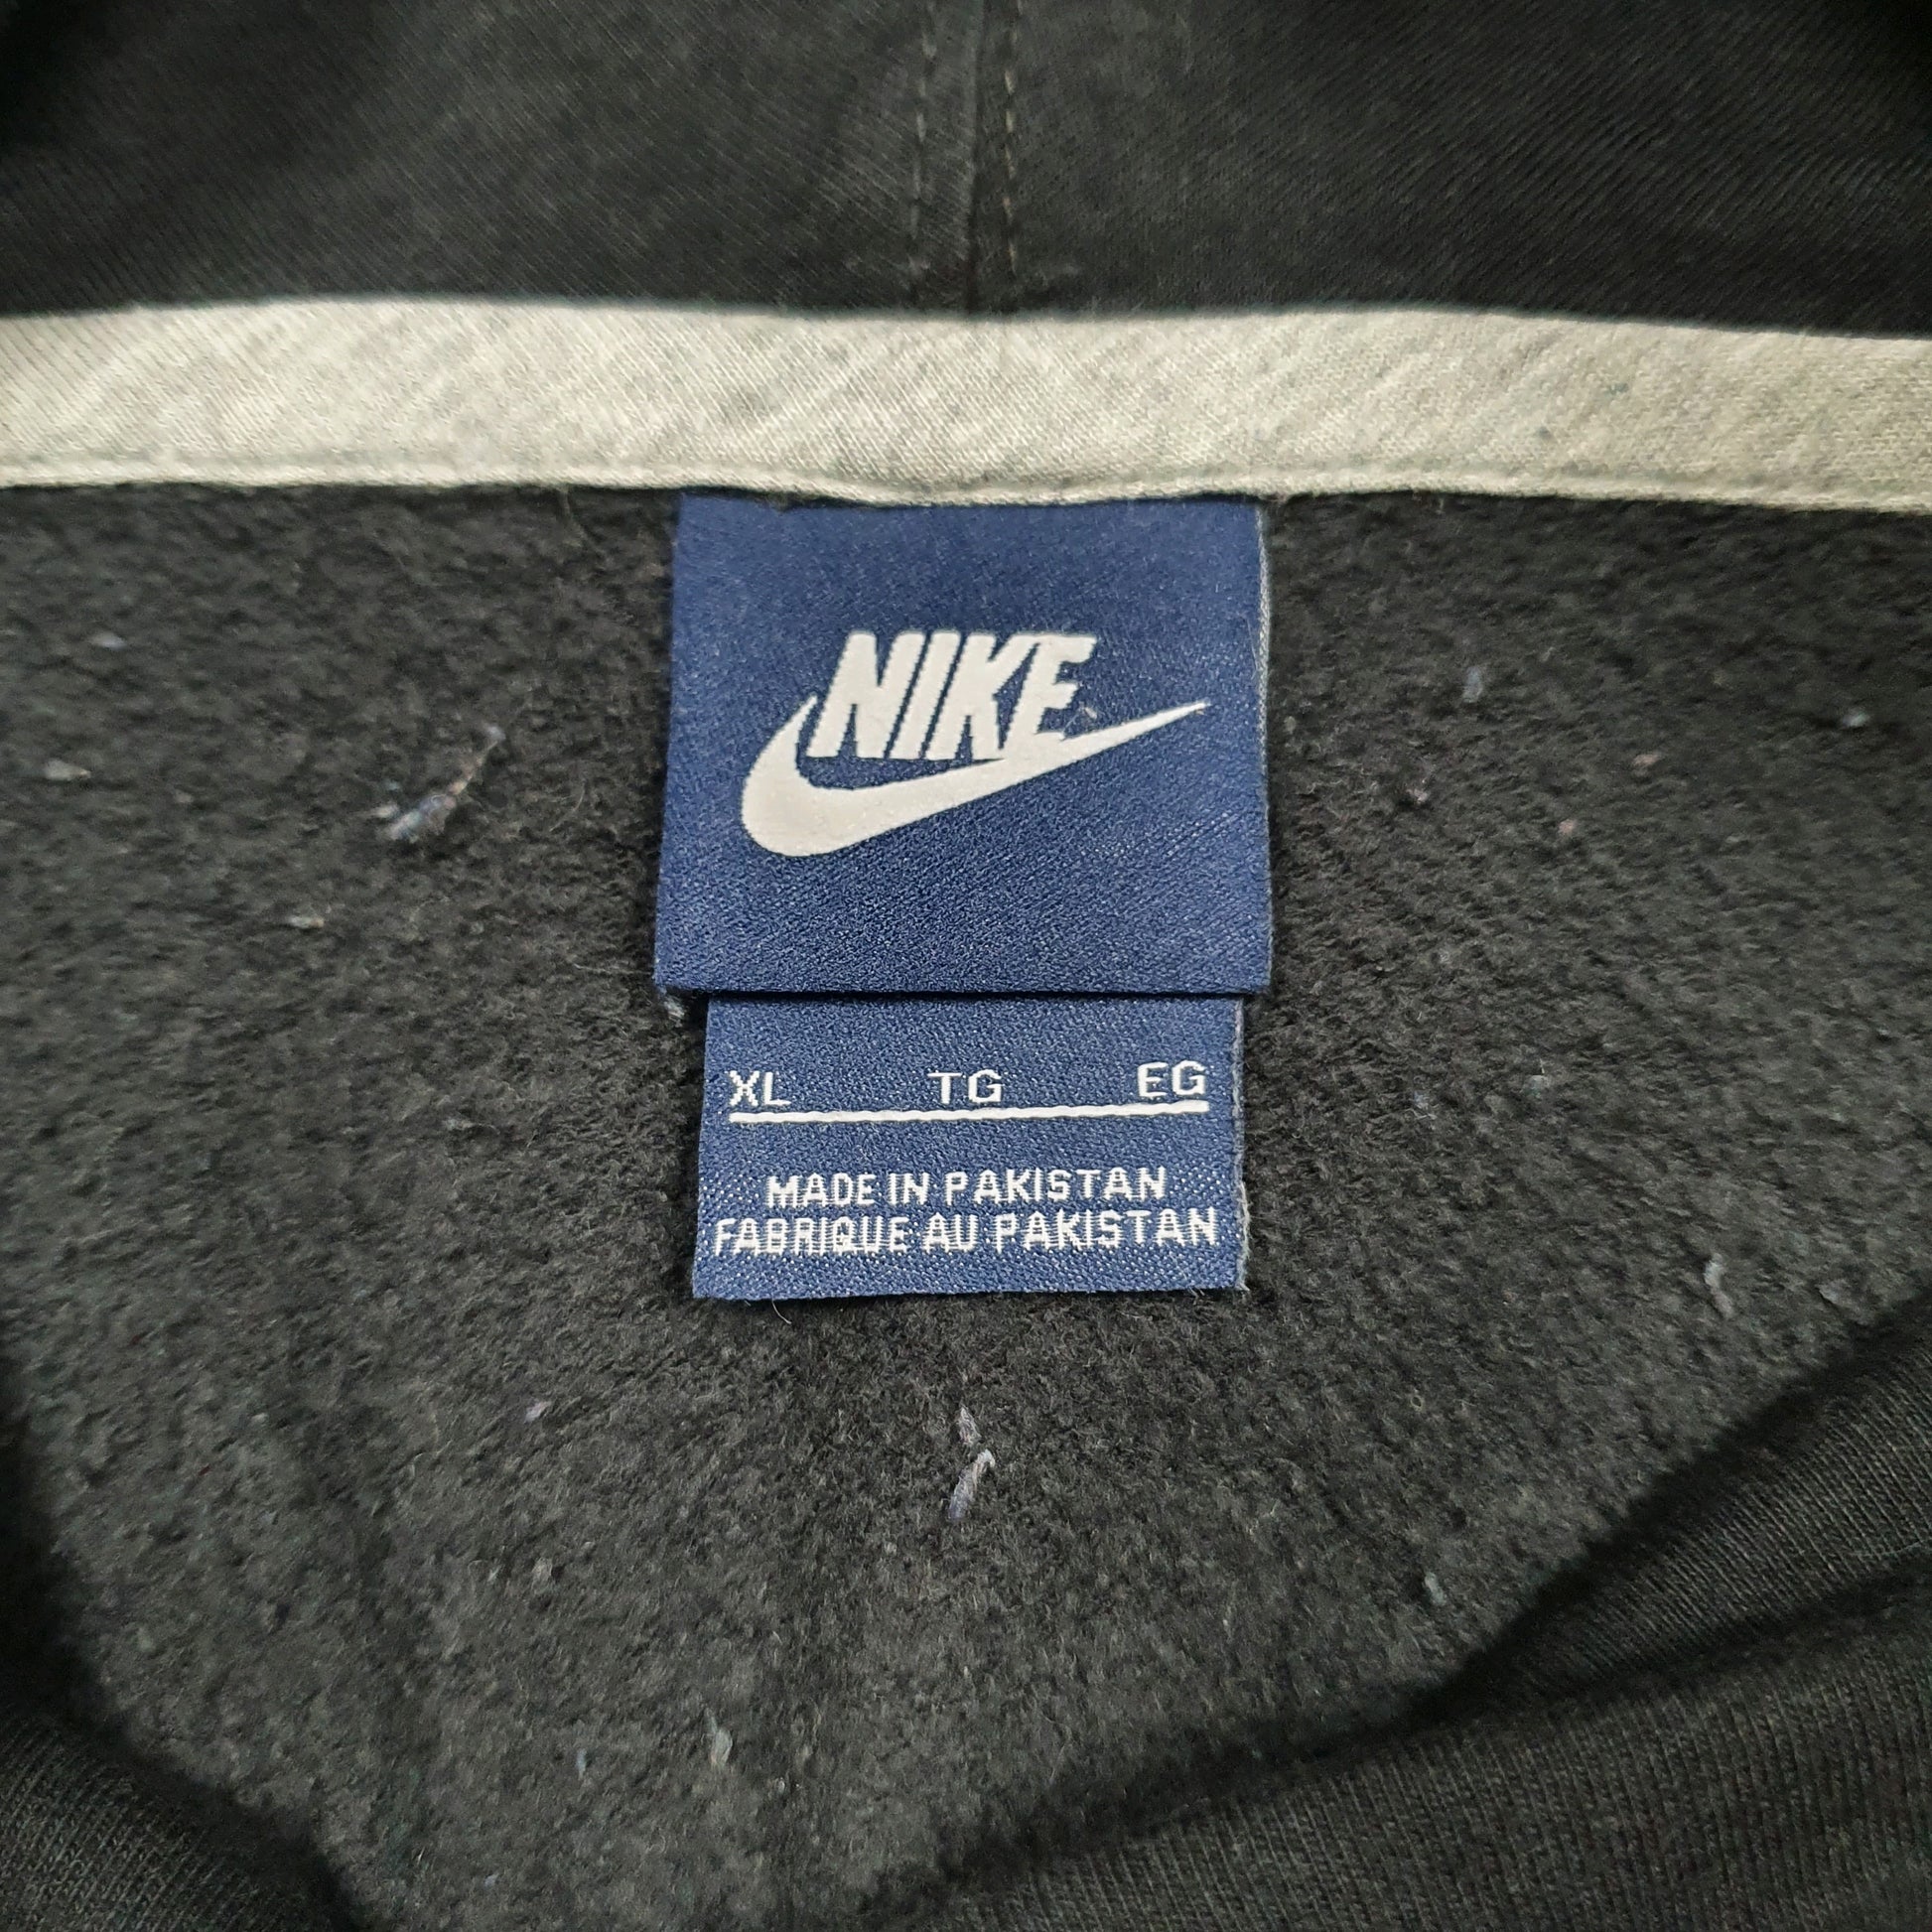 NIKE
XL TG EG
MADE IN PAKISTAN
FABRIQUE AU PAKISTAN